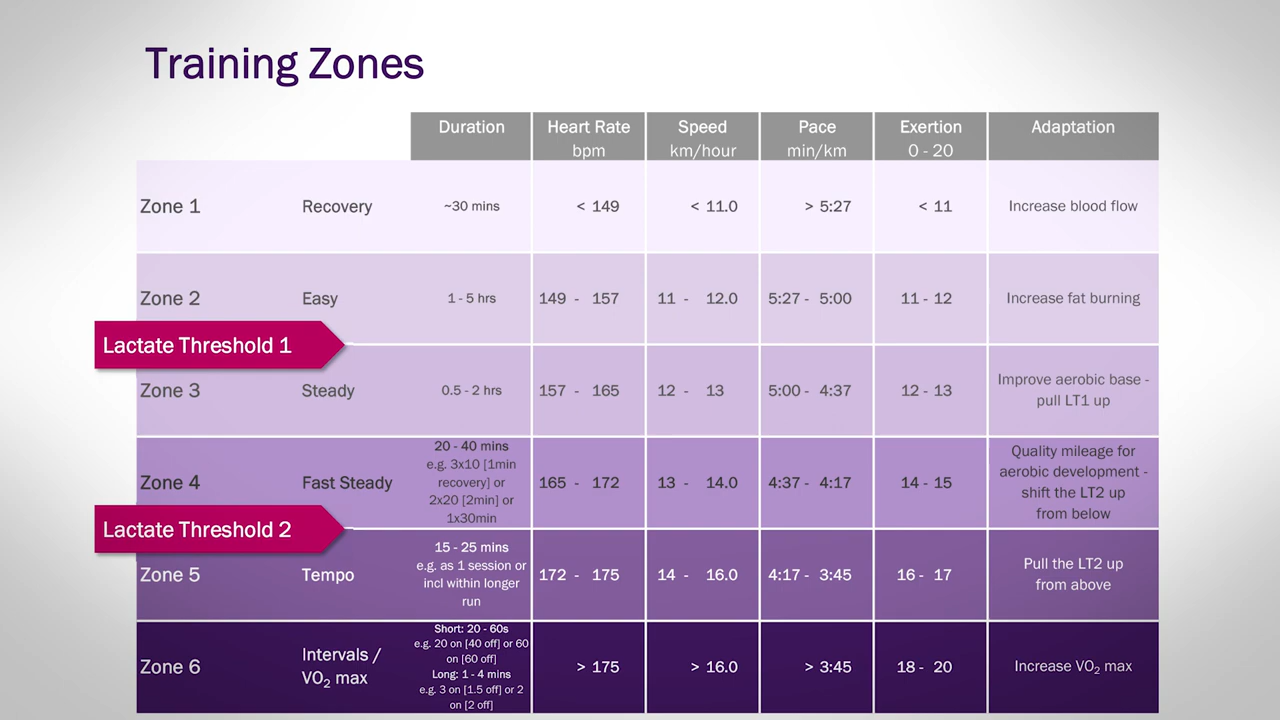 Training Zones
Duration
Heart Rate
bpm
Speed
km/hour
Pace
min/km
Exertion
0 - 20
Adaptation
Zone 1
Recovery
~30 mins
< 149
< 11.0
> 5:27
< 11
Increase blood flow
Zone 2
Easy
1 - 5 hrs
149 - 157
11 - 12.0
5:27 - 5:00
11 - 12
Increase fat burning
Lactate Threshold 1
Zone 3
Steady
0.5 - 2 hrs
157 - 165
12 - 13
5:00 - 4:37
12 - 13
Improve aerobic base -
pull LT1 up
Zone 4
Fast Steady
20 - 40 mins
e.g. 3x10 [1min
recovery] or
2x20 [2min] or
1x30min
165 - 172
13 - 14.0
4:37 - 4:17
14 - 15
Quality mileage for
aerobic development -
shift the LT2 up
from below
Lactate Threshold 2
Zone 5
Tempo
15 - 25 mins
e.g. as 1 session or
incl within longer
run
172 - 175
14 - 16.0
4:17 - 3:45
16 - 17
Pull the LT2 up
from above
Zone 6
Intervals /
VO₂ max
Short: 20 - 60s
e.g. 20 on [40 off] or 60
on [60 off]
Long: 1 - 4 mins
e.g. 3 on [1.5 off] or 2
on [2 off]
> 175
> 16.0
> 3:45
18 - 20
Increase VO₂ max